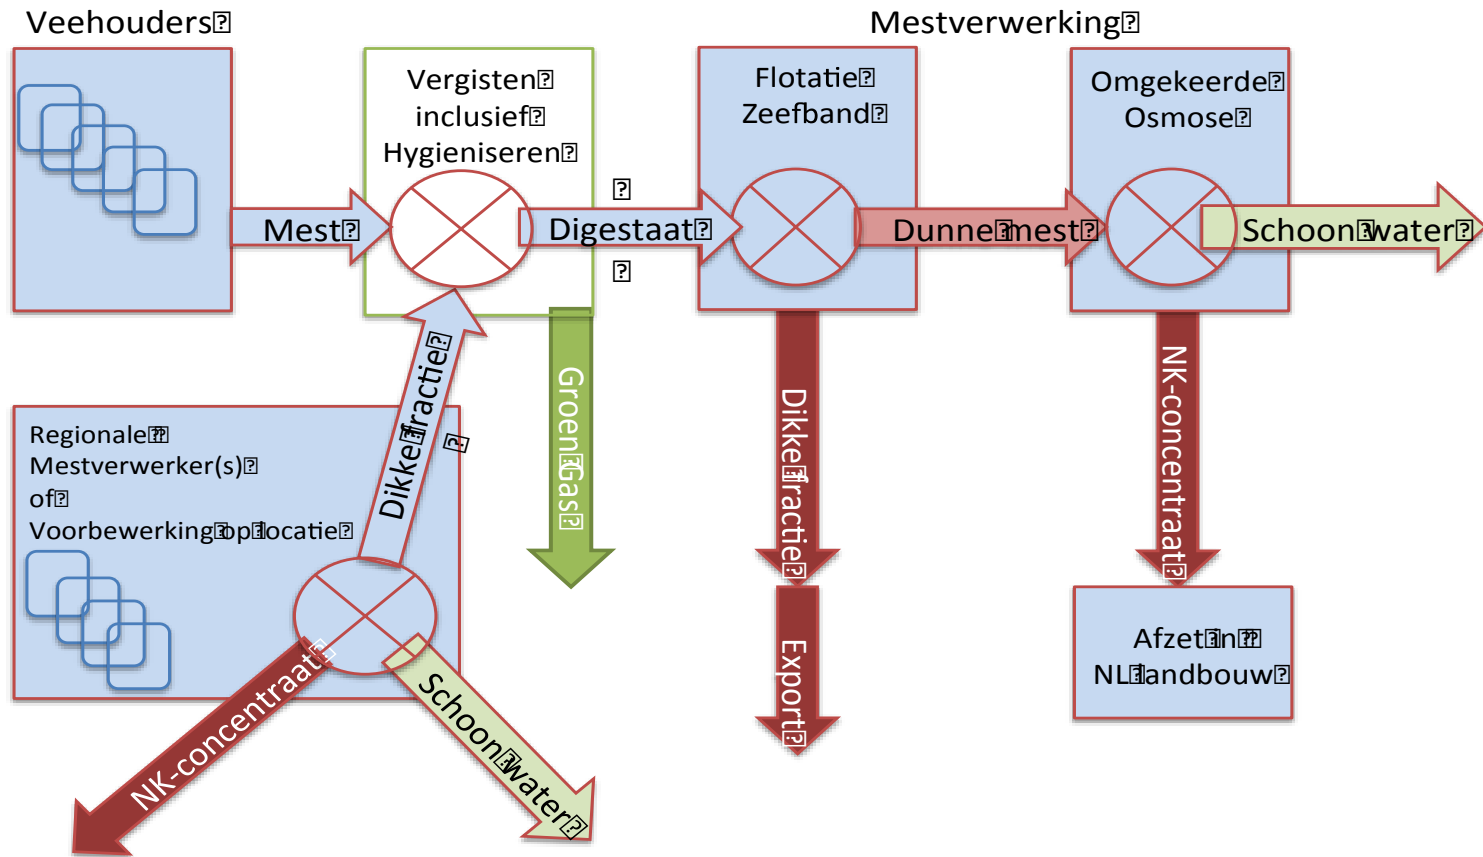 Veehouders
Mestverwerking
Vergisten
inclusief
Hygieniseren
Flotatie
Zeefband
Omgekeerde
Osmose
Mest
Digestaat
Dunne mest
Schoon water
Dikke fractie
Groen Gas
Dikke fractie
NK-concentraat
Regionale
Mestverwerker(s)
of
Voorbewerking op locatie
Export
Afzet in
NL landbouw
NK-concentraat
Schoon water